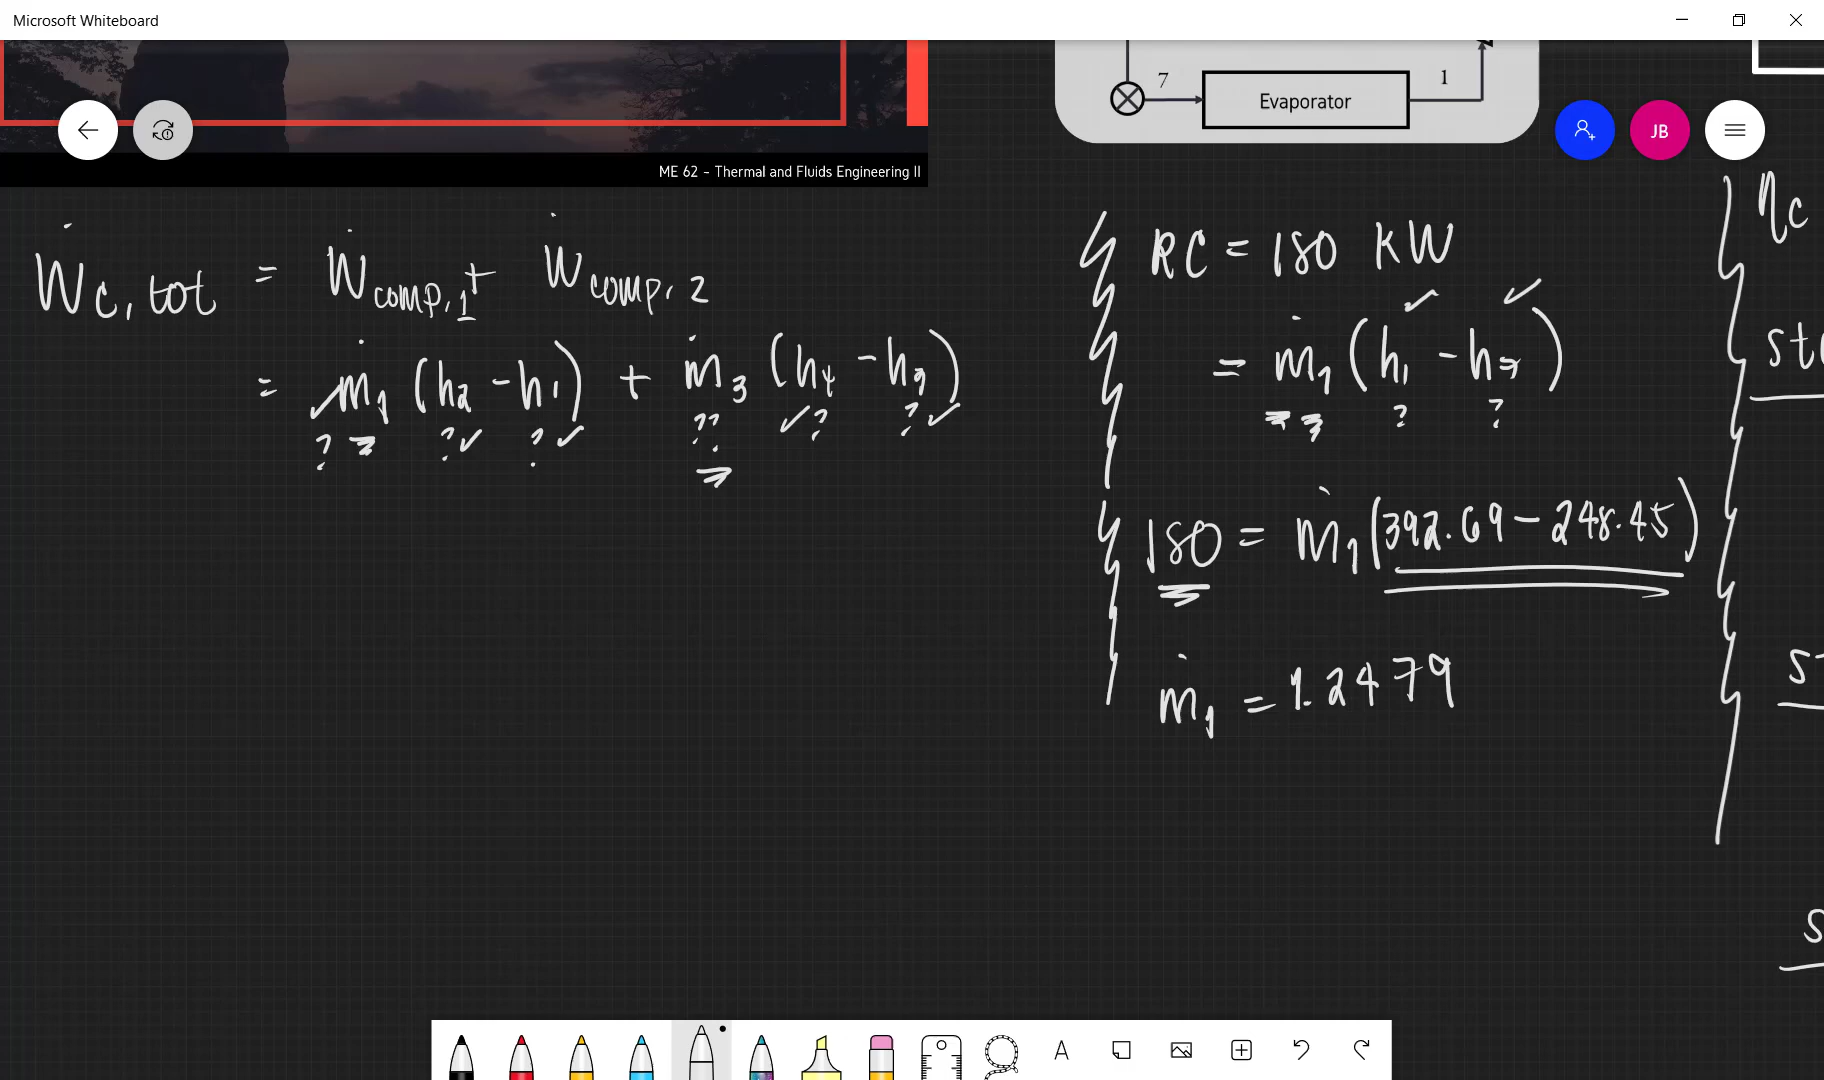 Microsoft Whiteboard
7
1
Evaporator
JB
ME 62 - Thermal and Fluids Engineering II
Ẇc, tot = Ẇcomp,1 + Ẇcomp,2
= ṁ1 (h2 - h1) + ṁ3 (h4 - h3)
? ? ? ?? ? ?
RC = 180 KW
= ṁ1 (h1 - h7)
? ?
180 = ṁ1 (392.69 - 248.45)
ṁ1 = 1.2479
ηc
A